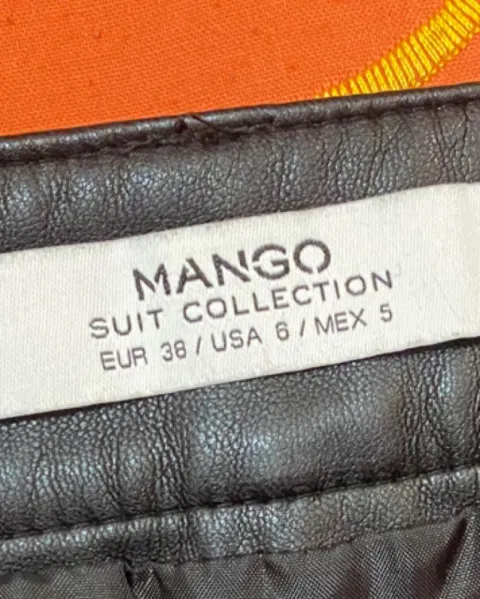 MANGO
SUIT COLLECTION
EUR 38 / USA 6 / MEX 5